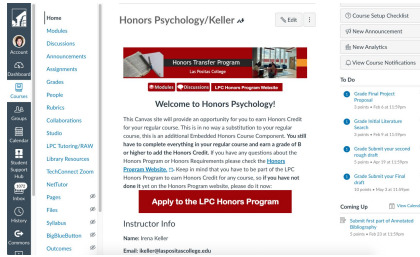 Account
Dashboard
Courses
Groups
Calendar
Student
Support
Hub
1072
Inbox
History
Commons
Home
Modules
Discussions
Announcements
Assignments
Grades
People
Rubrics
Collaborations
Studio
LPC Tutoring/RAW
Library Resources
TechConnect Zoom
NetTutor
Pages
Files
Syllabus
BigBlueButton
Outcomes
Honors Psychology/Keller
Edit
Honors Transfer Program
Las Positas College
Modules Discussions LPC Honors Program Website
Welcome to Honors Psychology!
This Canvas site will provide an opportunity for you to earn Honors Credit
for your regular course. This is in no way a substitution to your regular
course, this is an additional Embedded Honors Course Component. You still
have to complete everything in your regular course and earn a grade of B
or higher to add the Honors Credit. If you have any questions about the
Honors Program or Honors Requirements please check the Honors
Program Website. Keep in mind that you have to be part of the LPC
Honors Program to earn Honors Credit for any course, so if you have not
done it yet on the Honors Program website, please do it now:
Apply to the LPC Honors Program
Instructor Info
Name: Irena Keller
Email: ikeller@laspositascollege.edu
Course Setup Checklist
New Announcement
New Analytics
View Course Notifications
To Do
Grade Final Project
Proposal
Grade Initial Literature
Search
Grade Submit your second
rough draft
Grade Submit your Final
draft
Coming Up View Calendar
Submit first part of Annotated
Bibliography